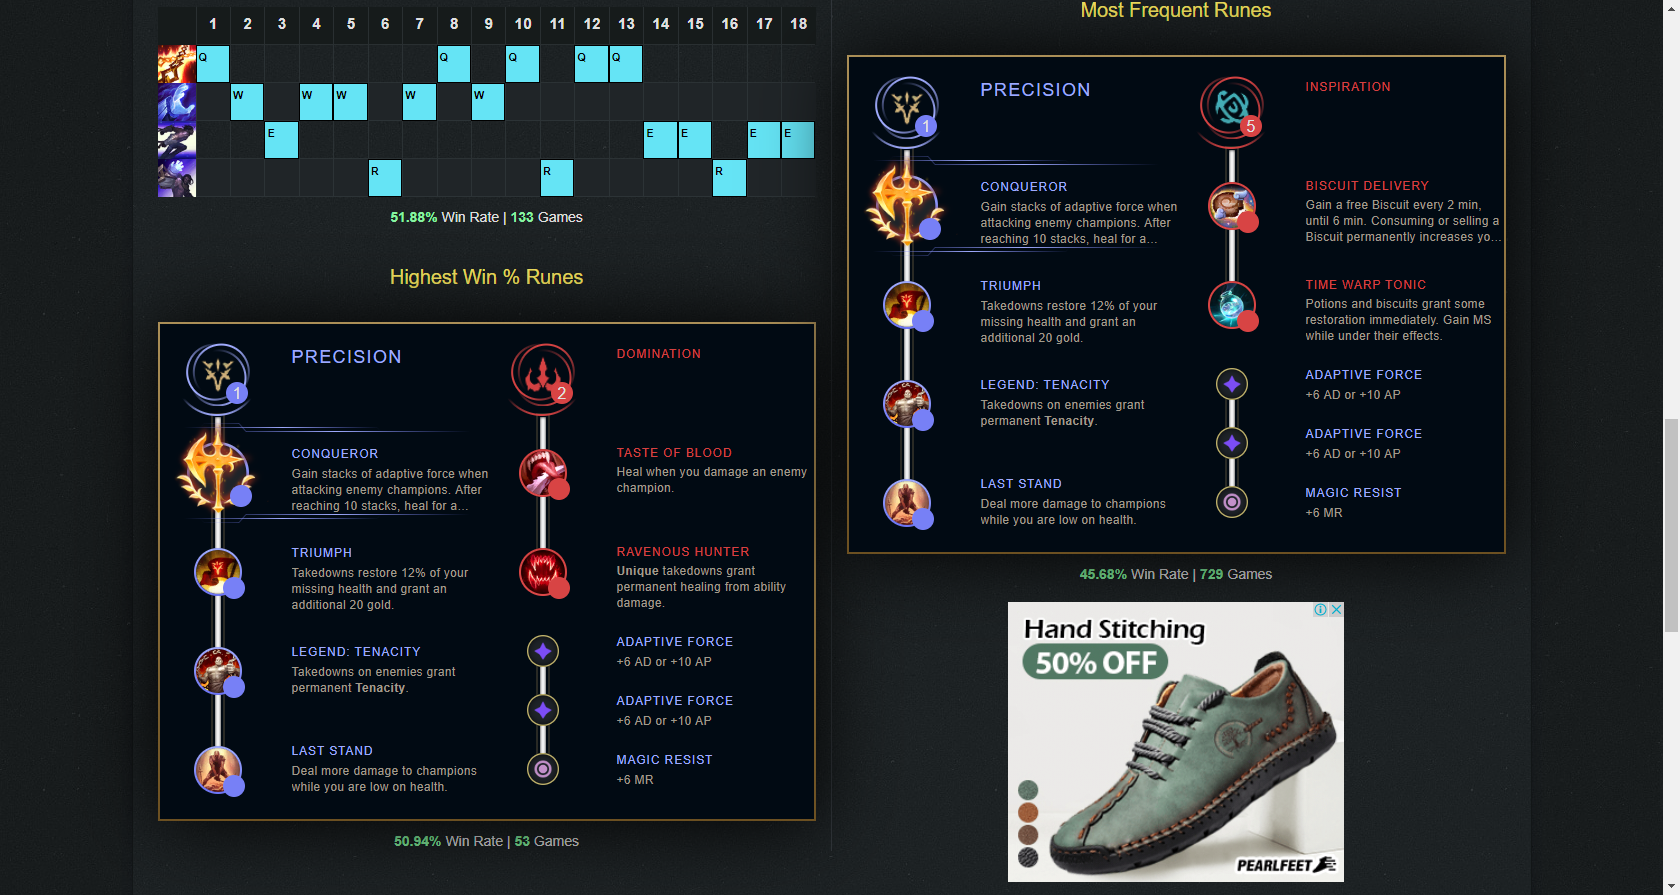 1 2 3 4 5 6 7 8 9 10 11 12 13 14 15 16 17 18
Q Q Q Q Q
W W W W W
E E E E E
R R R
51.88% Win Rate | 133 Games
Highest Win % Runes
PRECISION
1
CONQUEROR
Gain stacks of adaptive force when
attacking enemy champions. After
reaching 10 stacks, heal for a...
TRIUMPH
Takedowns restore 12% of your
missing health and grant an
additional 20 gold.
LEGEND: TENACITY
Takedowns on enemies grant
permanent Tenacity.
LAST STAND
Deal more damage to champions
while you are low on health.
DOMINATION
2
TASTE OF BLOOD
Heal when you damage an enemy
champion.
RAVENOUS HUNTER
Unique takedowns grant
permanent healing from ability
damage.
ADAPTIVE FORCE
+6 AD or +10 AP
ADAPTIVE FORCE
+6 AD or +10 AP
MAGIC RESIST
+6 MR
50.94% Win Rate | 53 Games
Most Frequent Runes
PRECISION
1
CONQUEROR
Gain stacks of adaptive force when
attacking enemy champions. After
reaching 10 stacks, heal for a...
TRIUMPH
Takedowns restore 12% of your
missing health and grant an
additional 20 gold.
LEGEND: TENACITY
Takedowns on enemies grant
permanent Tenacity.
LAST STAND
Deal more damage to champions
while you are low on health.
INSPIRATION
5
BISCUIT DELIVERY
Gain a free Biscuit every 2 min,
until 6 min. Consuming or selling a
Biscuit permanently increases yo...
TIME WARP TONIC
Potions and biscuits grant some
restoration immediately. Gain MS
while under their effects.
ADAPTIVE FORCE
+6 AD or +10 AP
ADAPTIVE FORCE
+6 AD or +10 AP
MAGIC RESIST
+6 MR
45.68% Win Rate | 729 Games
Hand Stitching
50% OFF
PEARLFEET